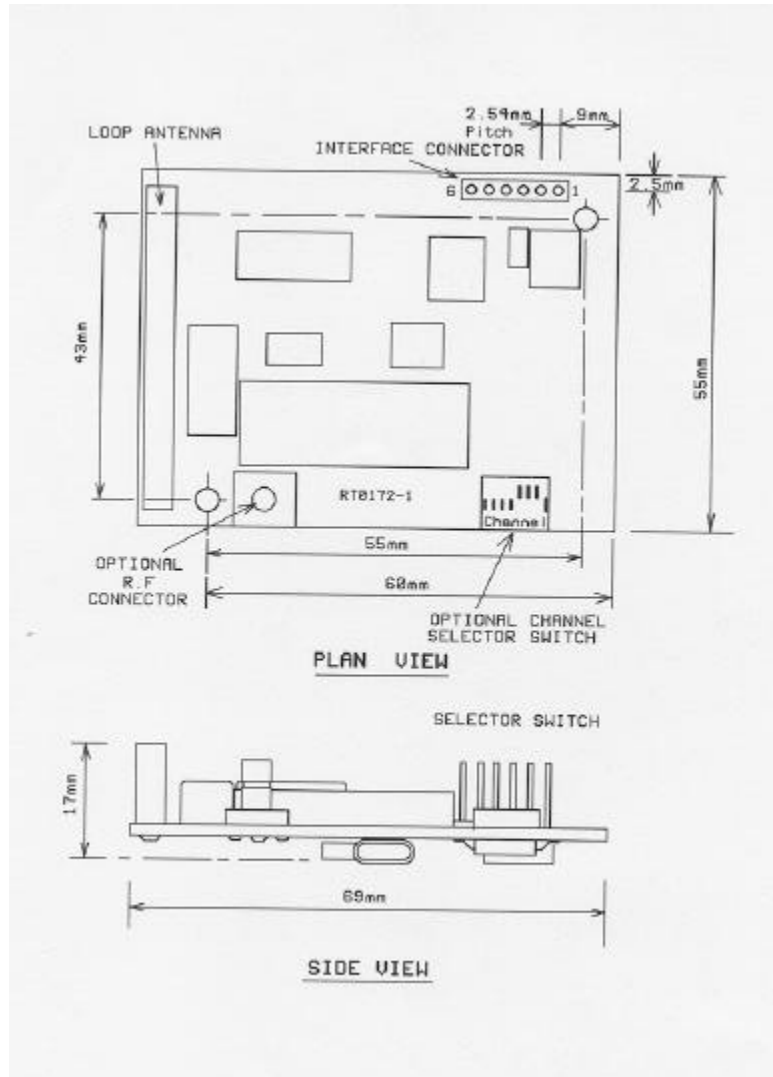 2.54mm
Pitch
9mm
LOOP ANTENNA
INTERFACE CONNECTOR
2.5mm
6
1
43mm
55mm
RT0172-1
Channel
55mm
OPTIONAL
R.F
CONNECTOR
60mm
OPTIONAL CHANNEL
SELECTOR SWITCH
PLAN VIEW
SELECTOR SWITCH
17mm
69mm
SIDE VIEW